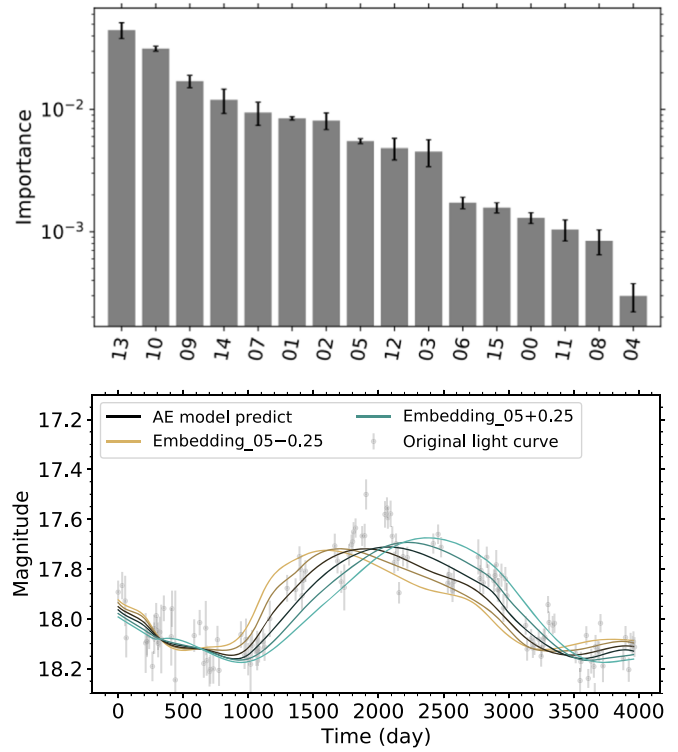 Importance
10⁻²
10⁻³
13 10 09 14 07 01 02 05 12 03 06 15 00 11 08 04
AE model predict
Embedding_05−0.25
Embedding_05+0.25
Original light curve
Magnitude
17.2
17.4
17.6
17.8
18.0
18.2
0 500 1000 1500 2000 2500 3000 3500 4000
Time (day)